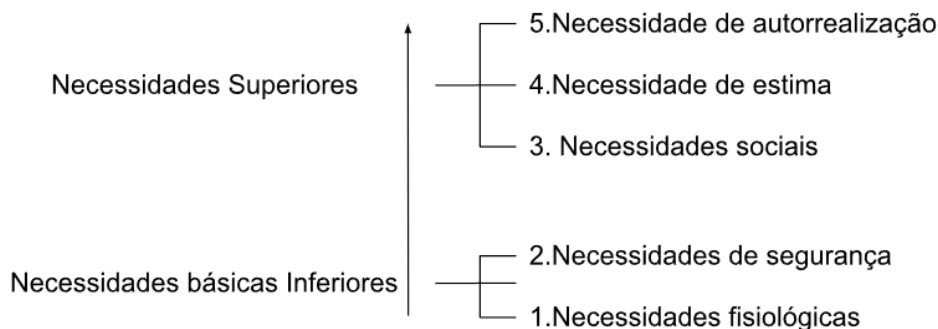 5.Necessidade de autorrealização
Necessidades Superiores
4.Necessidade de estima
3. Necessidades sociais
2.Necessidades de segurança
Necessidades básicas Inferiores
1.Necessidades fisiológicas